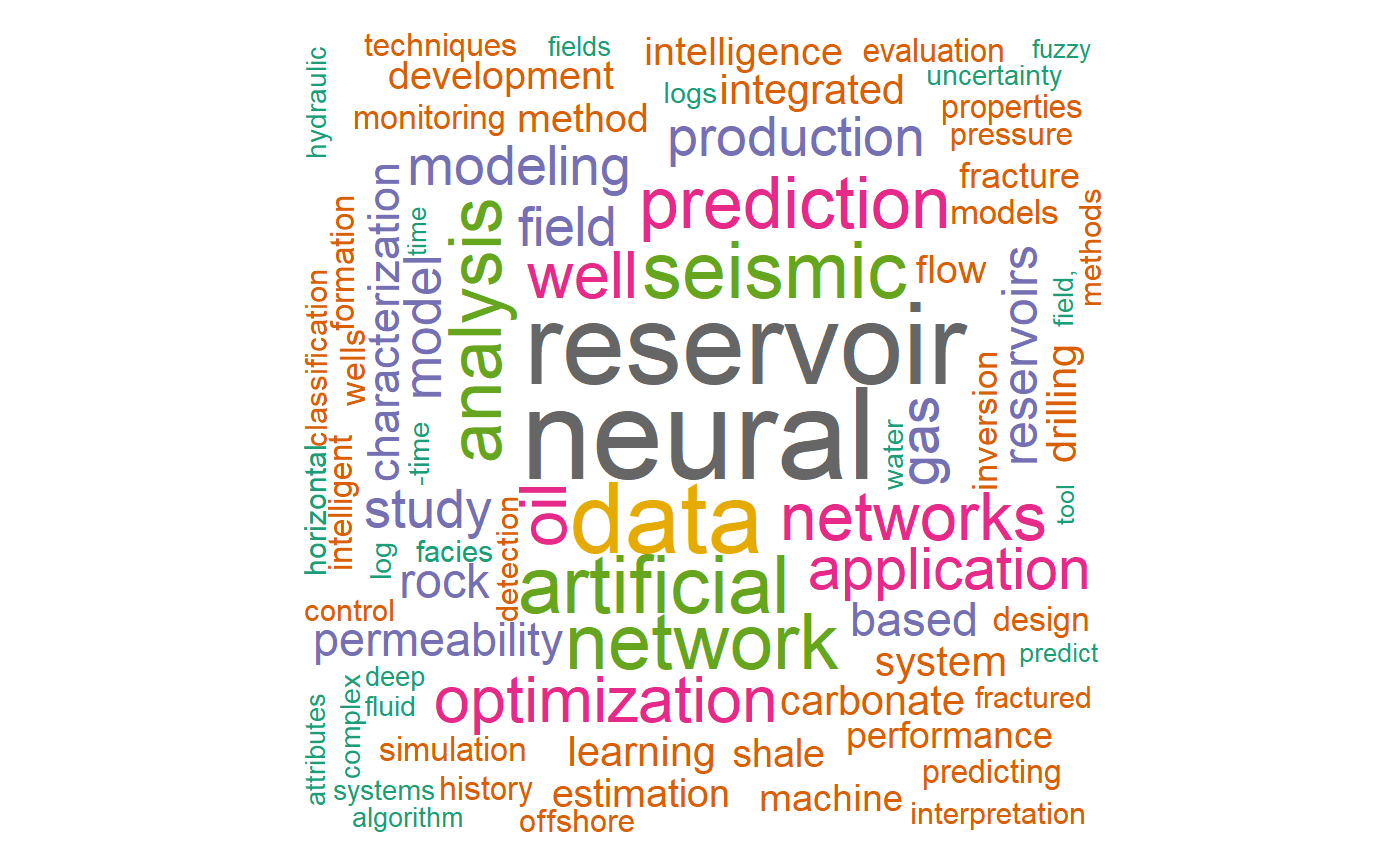 techniques
fields
intelligence
evaluation
fuzzy
hydraulic
development
logs
integrated
uncertainty
monitoring
method
properties
production
pressure
modeling
fracture
characterization
time
field
prediction
models
methods
formation
analysis
well
seismic
flow
reservoirs
field,
classification
wells
model
reservoir
inversion
drilling
neural
gas
water
-time
horizontal
intelligent
study
oil
data
networks
tool
log
facies
detection
rock
artificial
application
control
based
design
permeability
network
system
predict
deep
fluid
optimization
carbonate
fractured
attributes
complex
simulation
learning
shale
performance
predicting
systems
history
estimation
machine
interpretation
algorithm
offshore